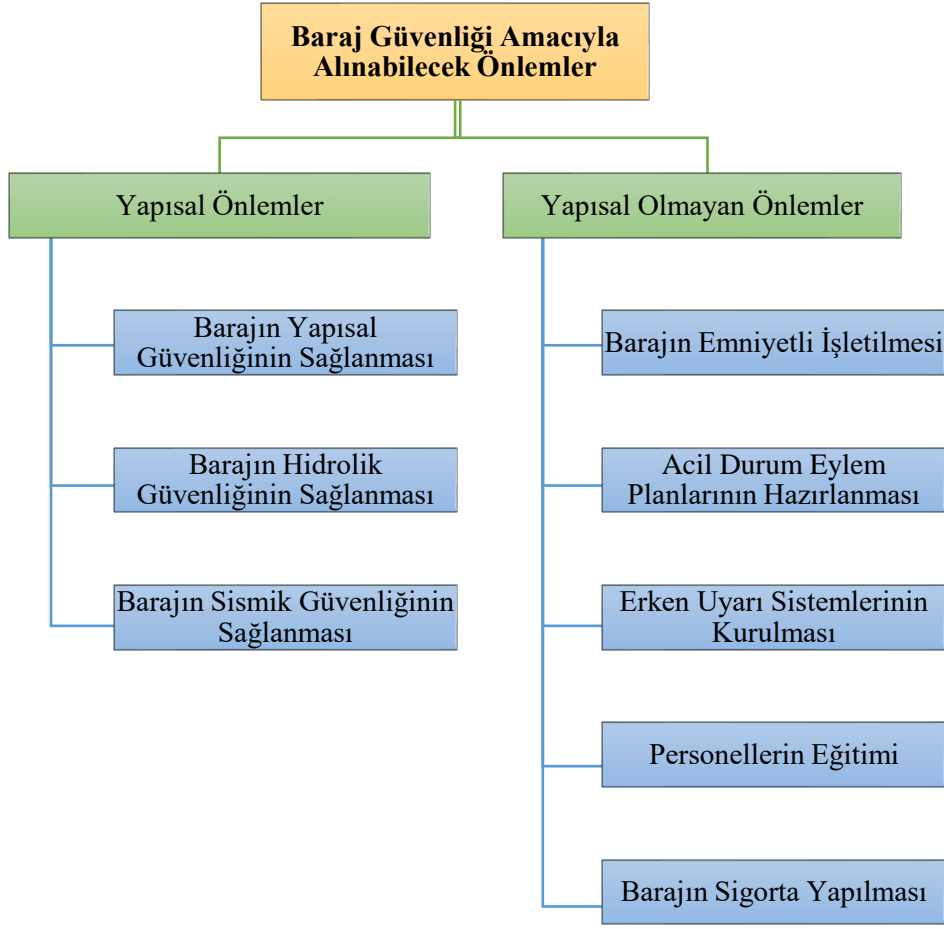 Baraj Güvenliği Amacıyla
Alınabilecek Önlemler
Yapısal Önlemler
Barajın Yapısal
Güvenliğinin Sağlanması
Barajın Hidrolik
Güvenliğinin Sağlanması
Barajın Sismik Güvenliğinin
Sağlanması
Yapısal Olmayan Önlemler
Barajın Emniyetli İşletilmesi
Acil Durum Eylem
Planlarının Hazırlanması
Erken Uyarı Sistemlerinin
Kurulması
Personellerin Eğitimi
Barajın Sigorta Yapılması